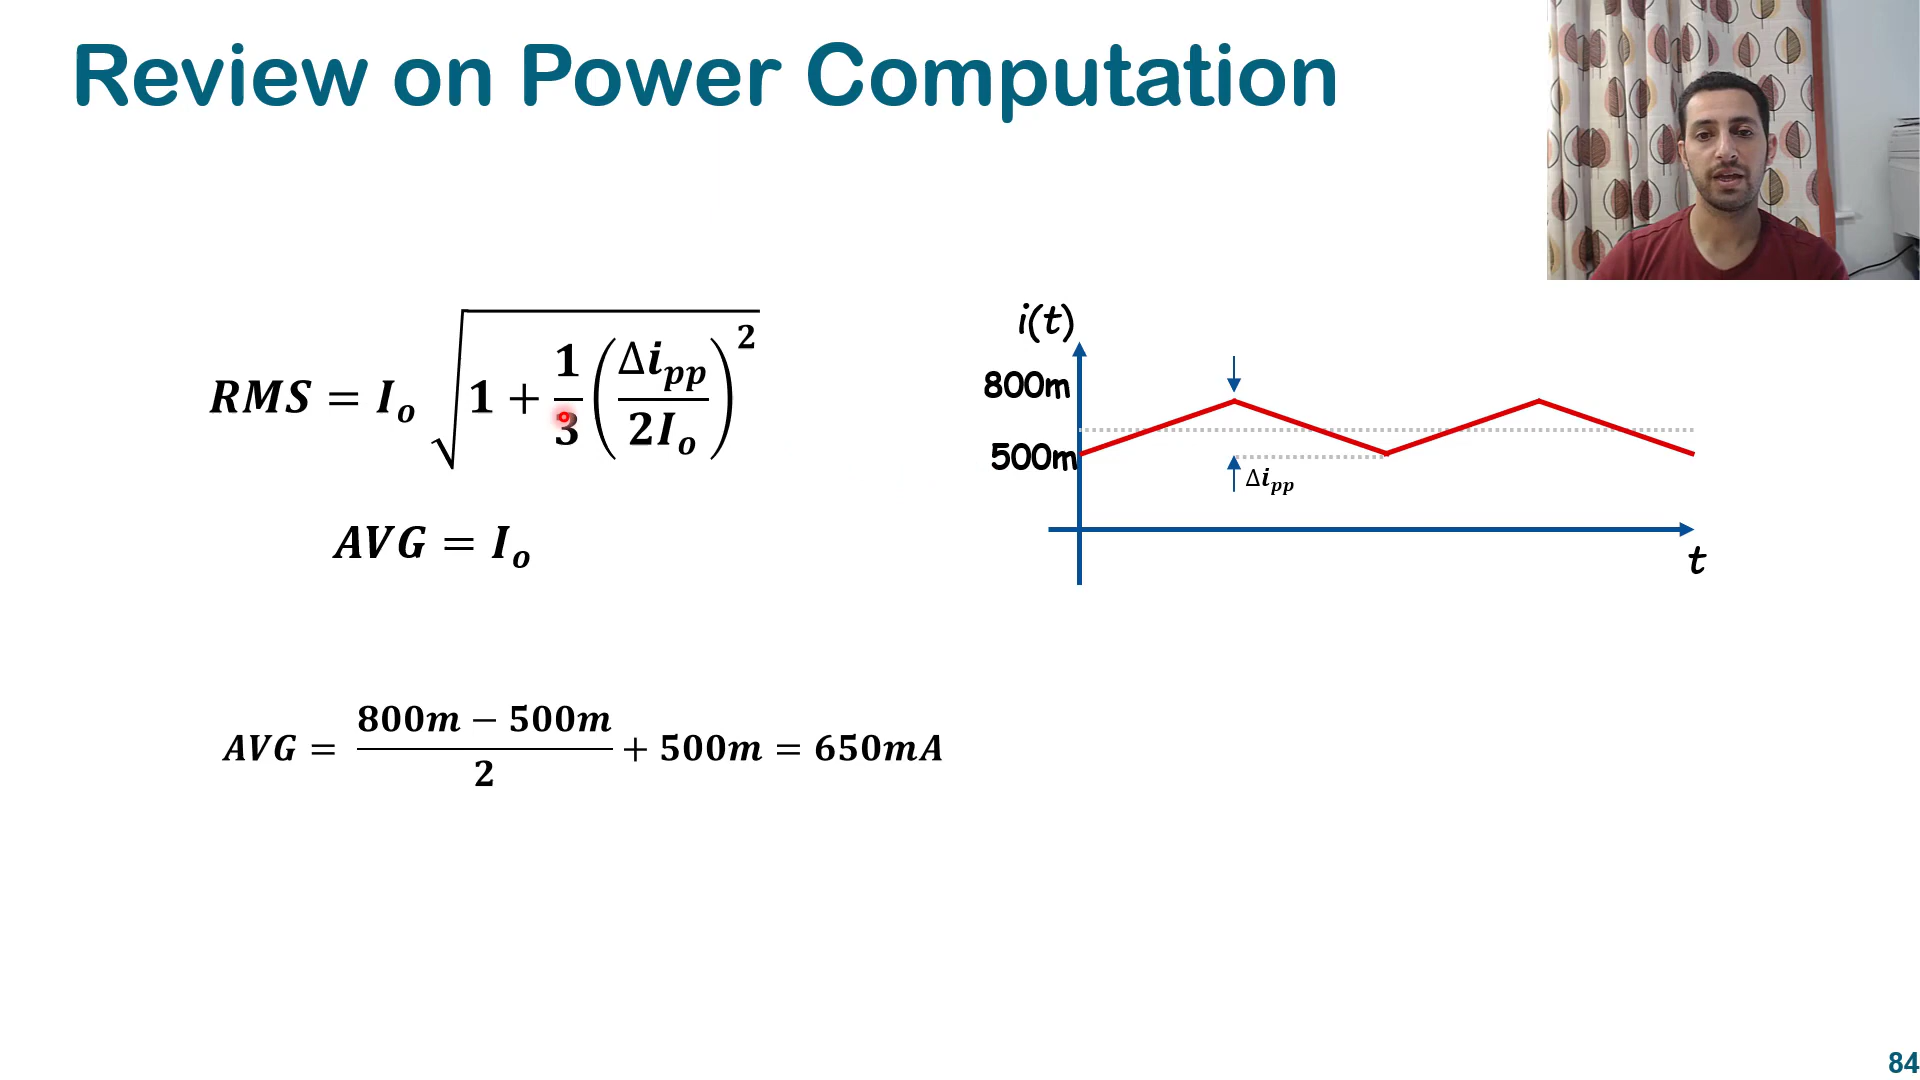 Review on Power Computation
RMS = I_o √(1 + 1/3 (Δi_pp / 2I_o)^2)
AVG = I_o
AVG = (800m − 500m) / 2 + 500m = 650mA
i(t)
800m
500m
Δi_pp
t
84